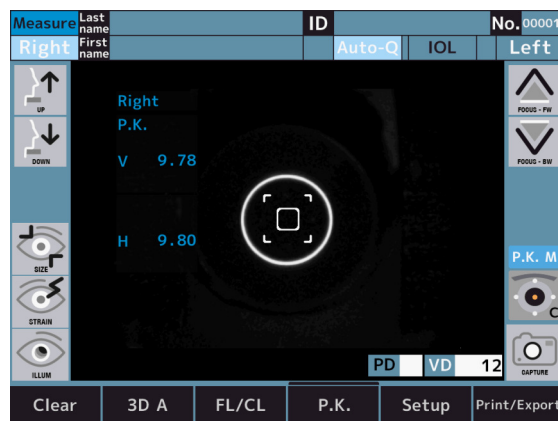 Measure Last name ID No. 00001
Right First name Auto-Q IOL Left
UP
FOCUS - FW
Right
P.K.
DOWN
FOCUS - BW
V 9.78
H 9.80
SIZE
P.K. M
C
STRAIN
ILLUM
CAPTURE
PD VD 12
Clear 3D A FL/CL P.K. Setup Print/Export